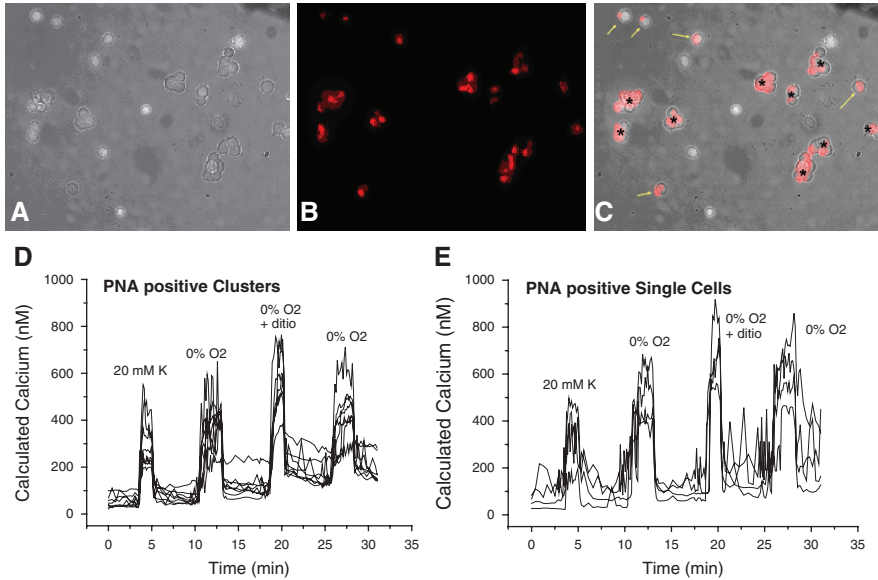 A
B
C
D
PNA positive Clusters
20 mM K
0% O2
0% O2
+ ditio
0% O2
Calculated Calcium (nM)
1000
800
600
400
200
0
0
5
10
15
20
25
30
35
Time (min)
E
PNA positive Single Cells
20 mM K
0% O2
0% O2
+ ditio
0% O2
Calculated Calcium (nM)
1000
800
600
400
200
0
0
5
10
15
20
25
30
35
Time (min)